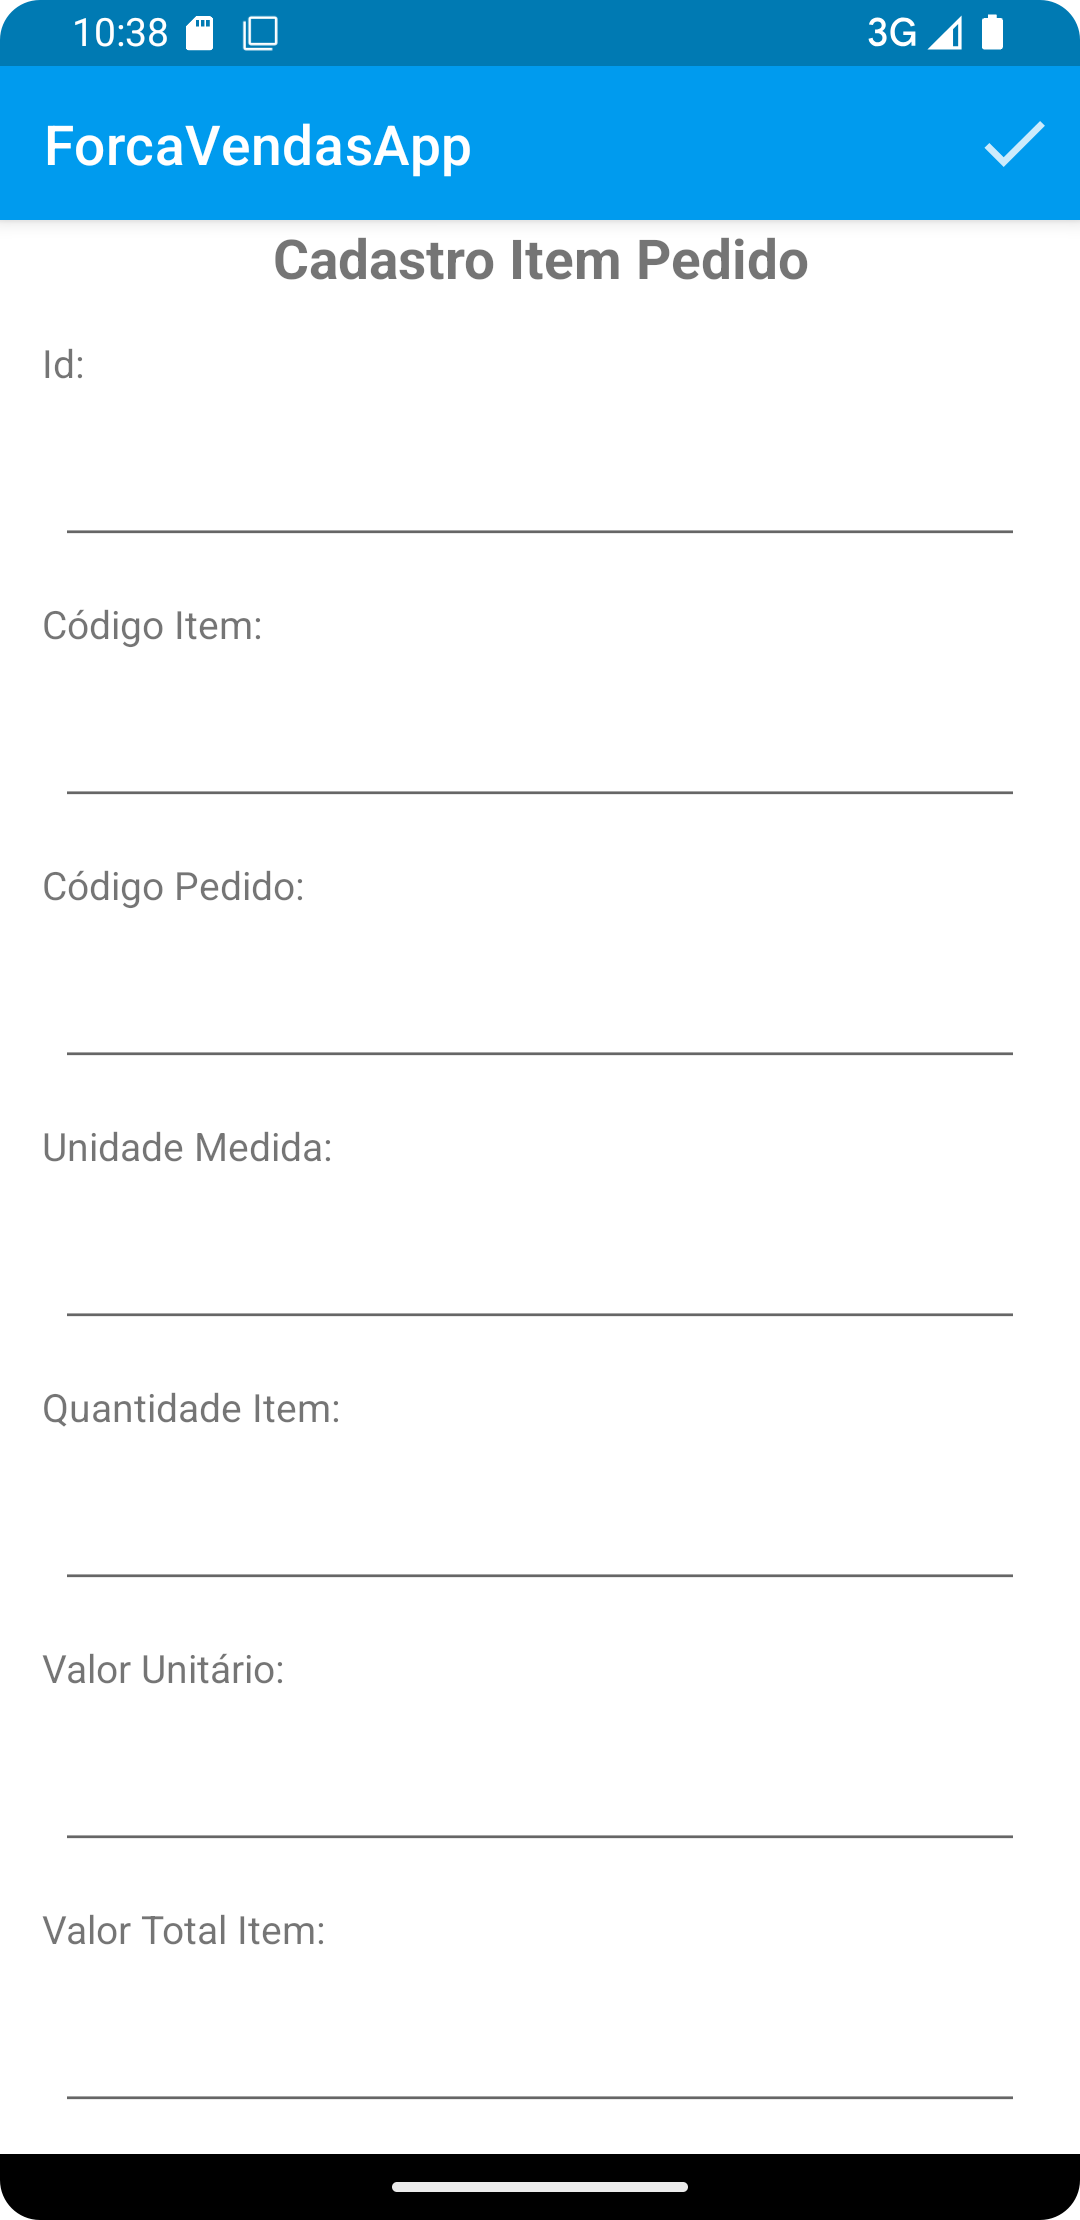 10:38 3G
ForcaVendasApp
Cadastro Item Pedido
Id:
Código Item:
Código Pedido:
Unidade Medida:
Quantidade Item:
Valor Unitário:
Valor Total Item: